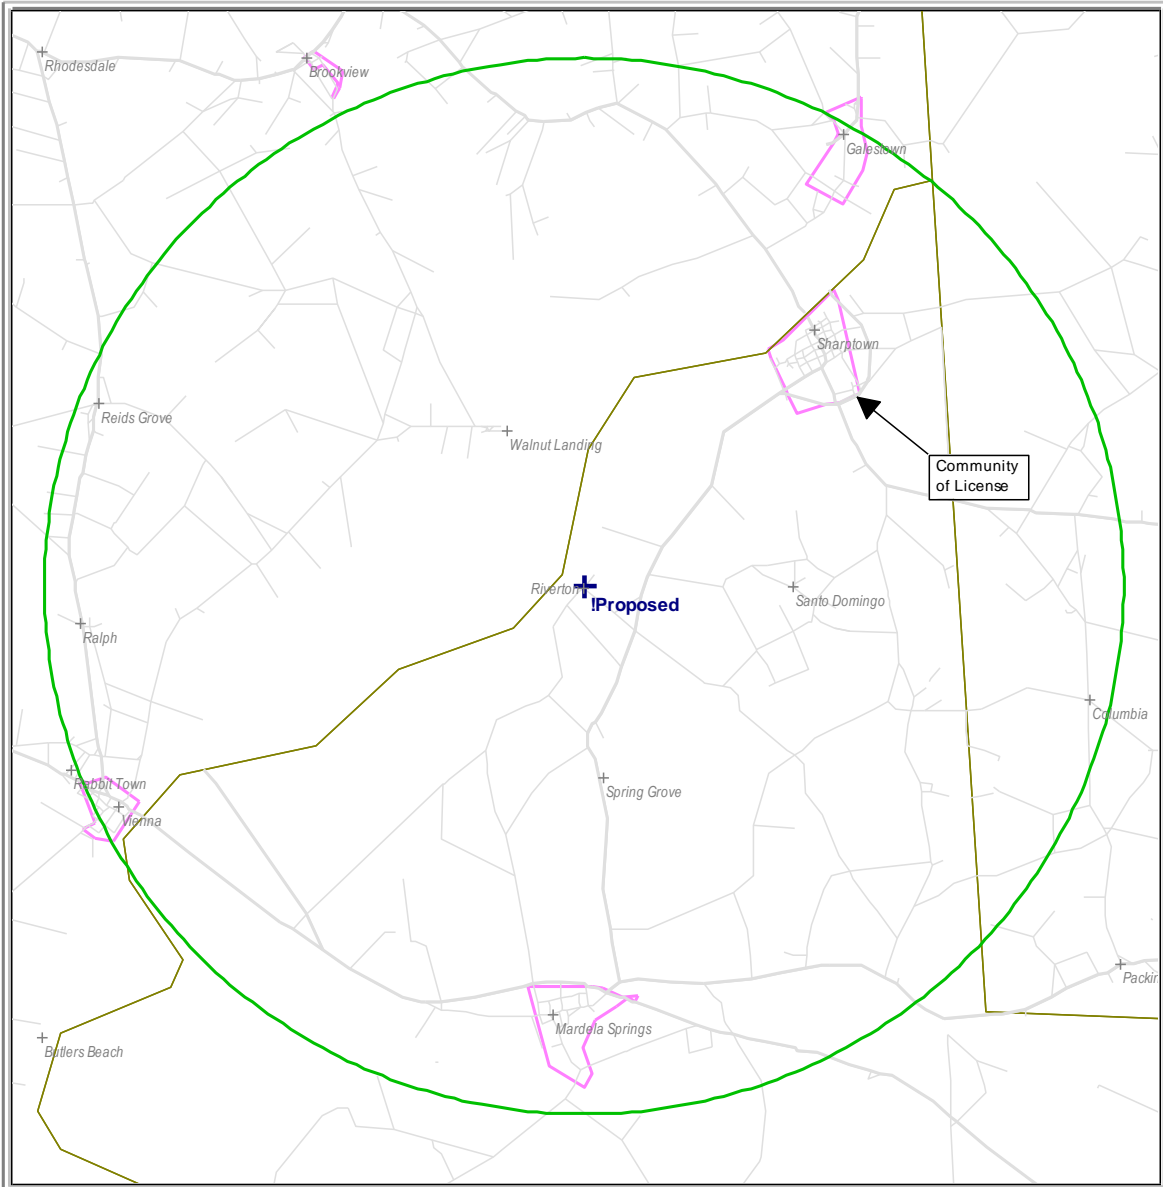 Rhodesdale
Brookview
Galestown
Sharptown
Reids Grove
Walnut Landing
Community
of License
Riverton
!Proposed
Santo Domingo
Ralph
Columbia
Rabbit Town
Spring Grove
Vienna
Packin
Mardela Springs
Butlers Beach